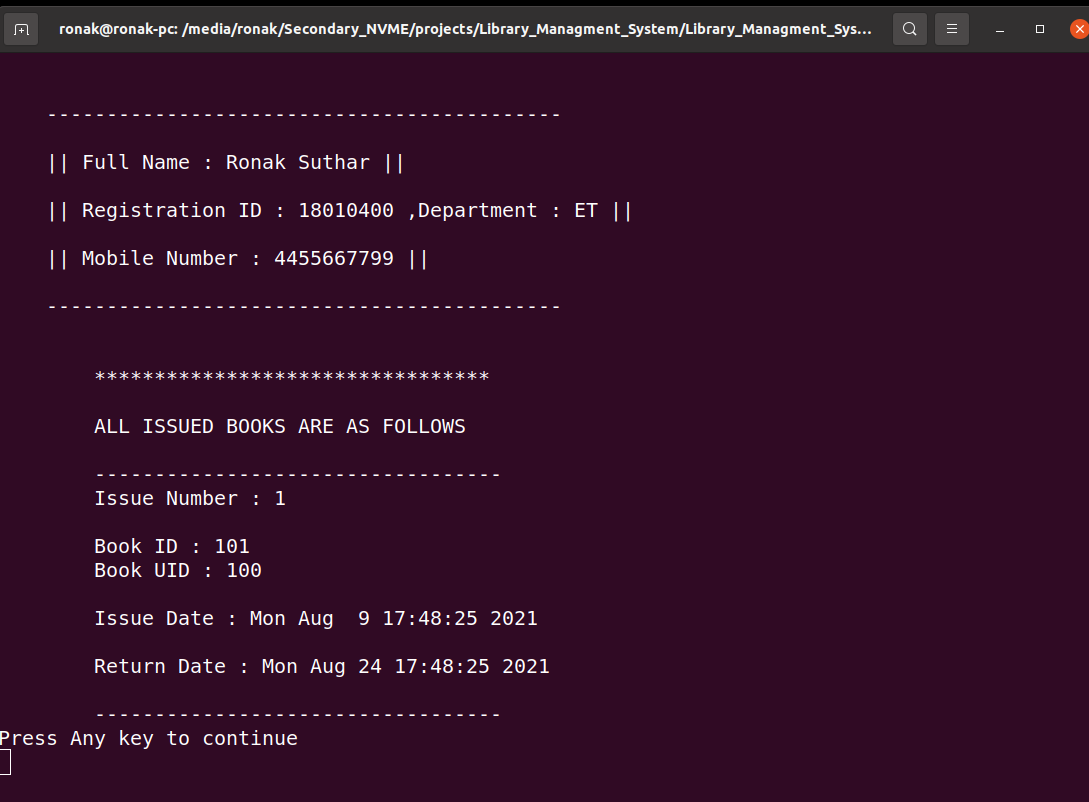 ronak@ronak-pc: /media/ronak/Secondary_NVME/projects/Library_Managment_System/Library_Managment_Sys...
-------------------------------------------
|| Full Name : Ronak Suthar ||
|| Registration ID : 18010400 ,Department : ET ||
|| Mobile Number : 4455667799 ||
-------------------------------------------
*********************************
ALL ISSUED BOOKS ARE AS FOLLOWS
----------------------------------
Issue Number : 1
Book ID : 101
Book UID : 100
Issue Date : Mon Aug  9 17:48:25 2021
Return Date : Mon Aug 24 17:48:25 2021
----------------------------------
Press Any key to continue